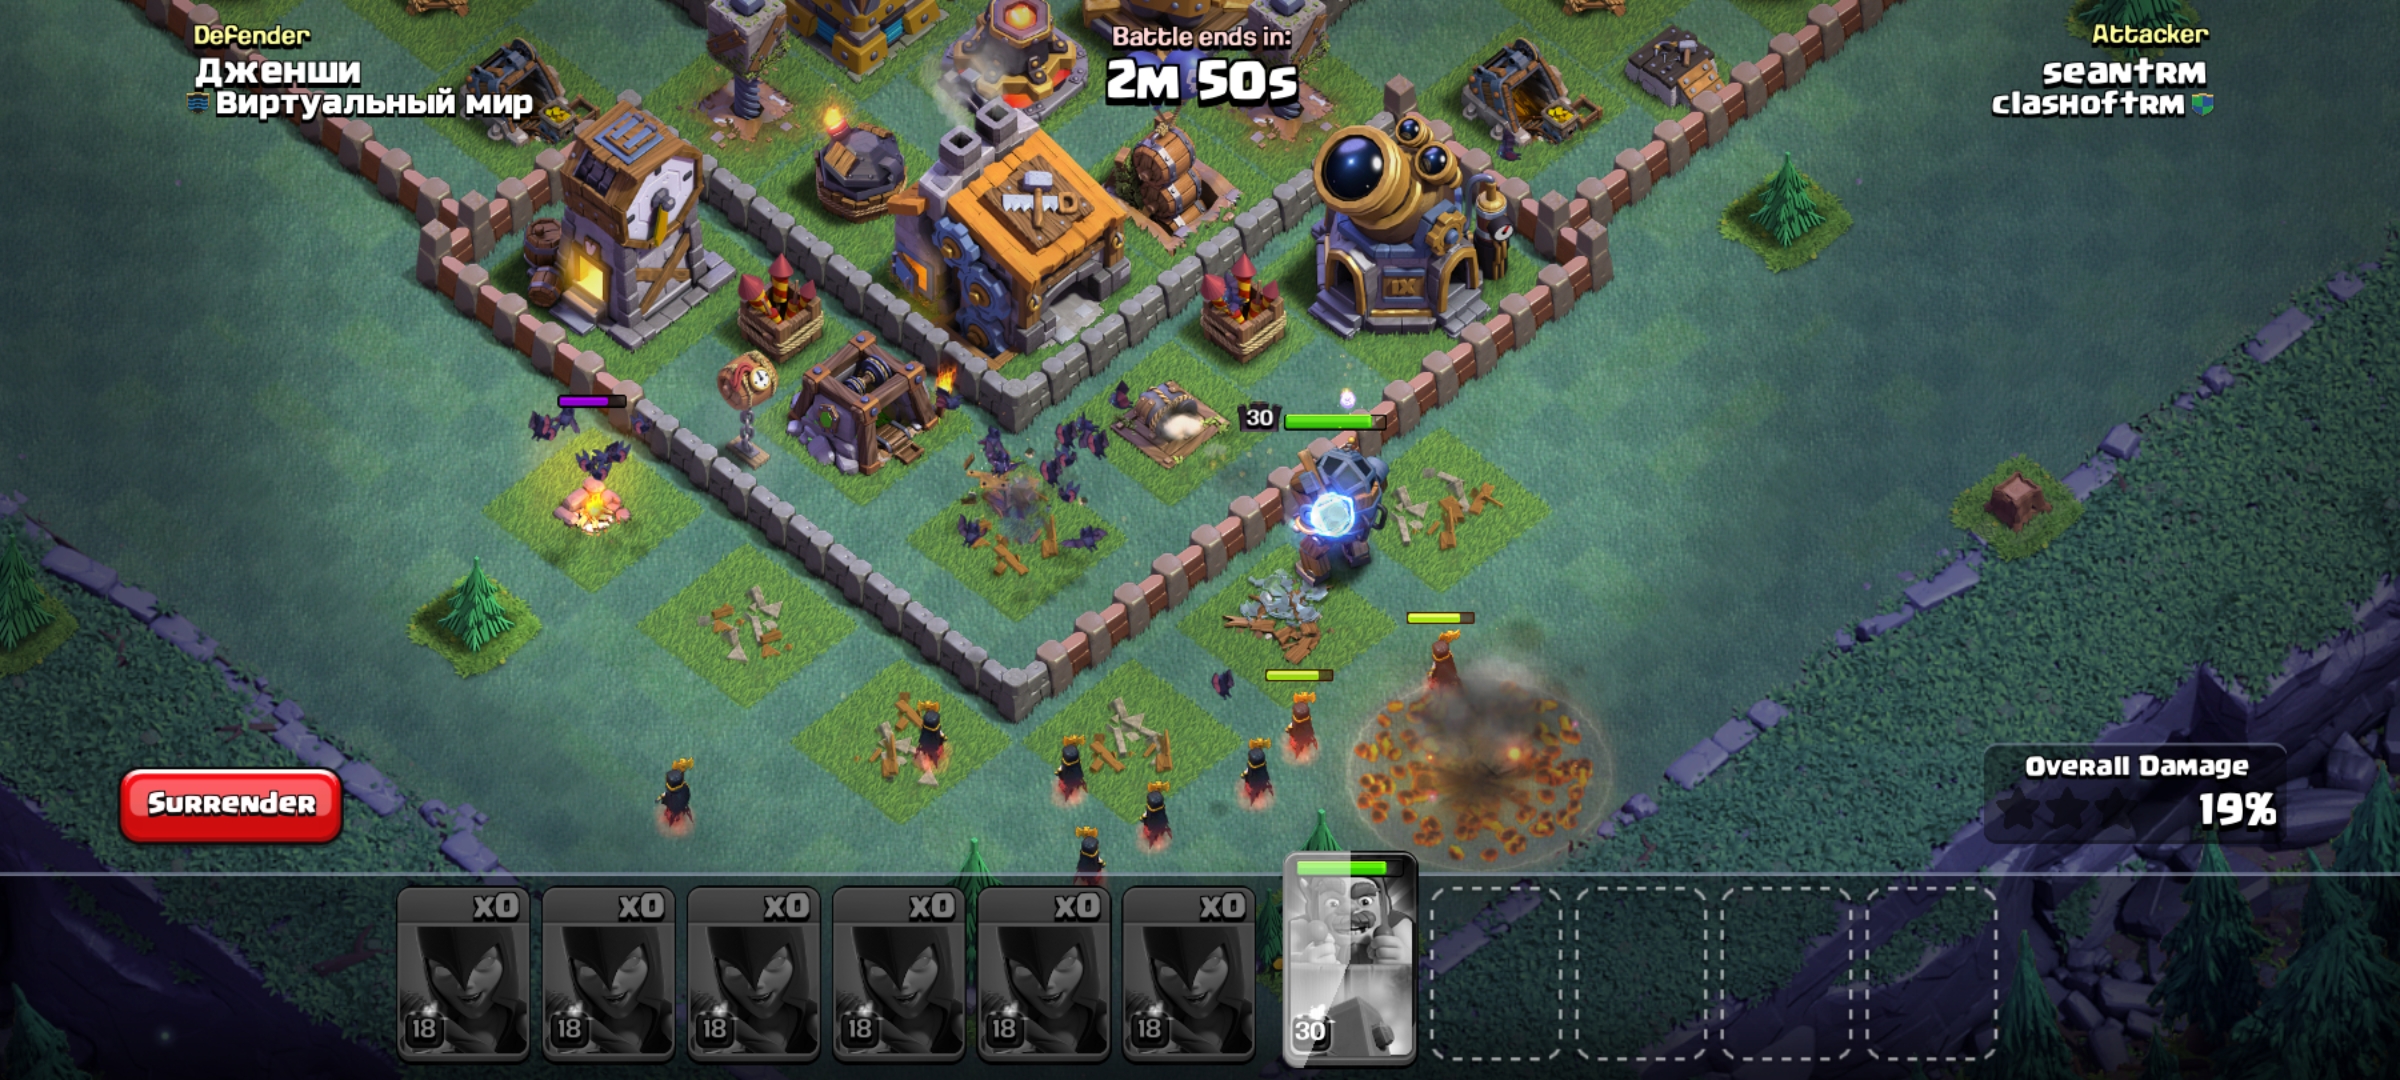 Defender
Дженши
Виртуальный мир
Battle ends in:
2M 50s
Attacker
seantRM
clashoftRM
30
IX
Overall Damage
19%
Surrender
x0 x0 x0 x0 x0 x0
18 18 18 18 18 18 30